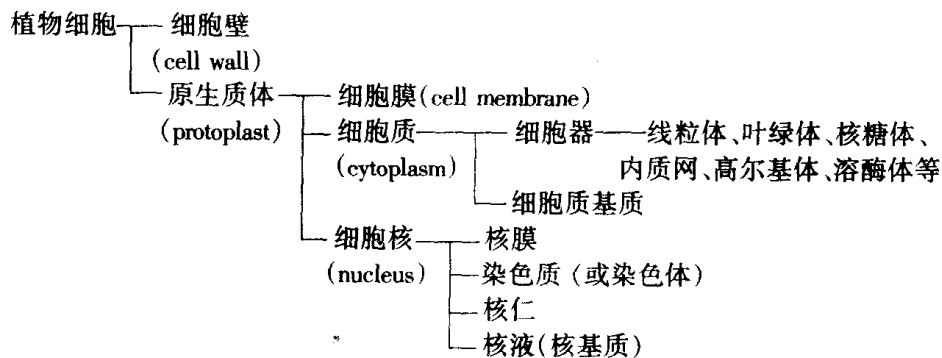 植物细胞 细胞壁
(cell wall)
原生质体 细胞膜(cell membrane)
(protoplast) 细胞质 细胞器 线粒体、叶绿体、核糖体、
(cytoplasm) 内质网、高尔基体、溶酶体等
细胞质基质
细胞核 核膜
(nucleus) 染色质(或染色体)
核仁
核液(核基质)